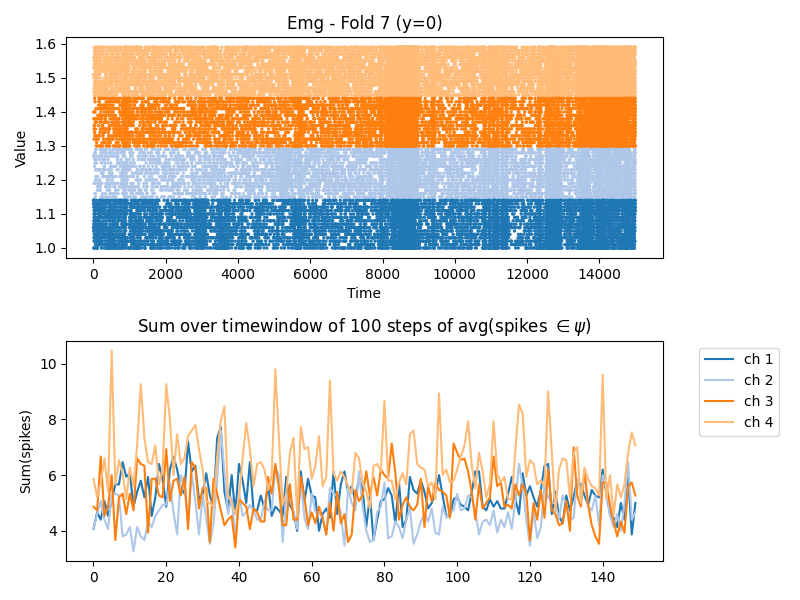 Emg - Fold 7 (y=0)
Value
1.6
1.5
1.4
1.3
1.2
1.1
1.0
0 2000 4000 6000 8000 10000 12000 14000
Time
Sum over timewindow of 100 steps of avg(spikes ∈ ψ)
Sum(spikes)
10
8
6
4
0 20 40 60 80 100 120 140
ch 1
ch 2
ch 3
ch 4